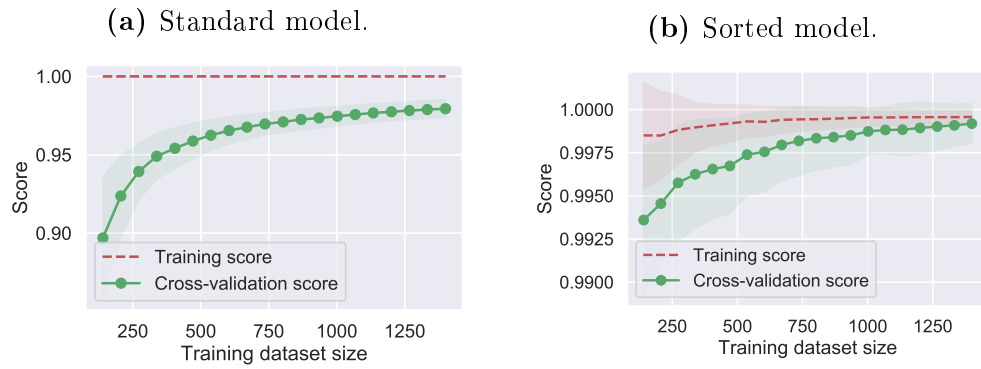 (a) Standard model.
1.00
0.95
0.90
Score
Training score
Cross-validation score
250 500 750 1000 1250
Training dataset size
(b) Sorted model.
1.0000
0.9975
0.9950
0.9925
0.9900
Score
Training score
Cross-validation score
250 500 750 1000 1250
Training dataset size